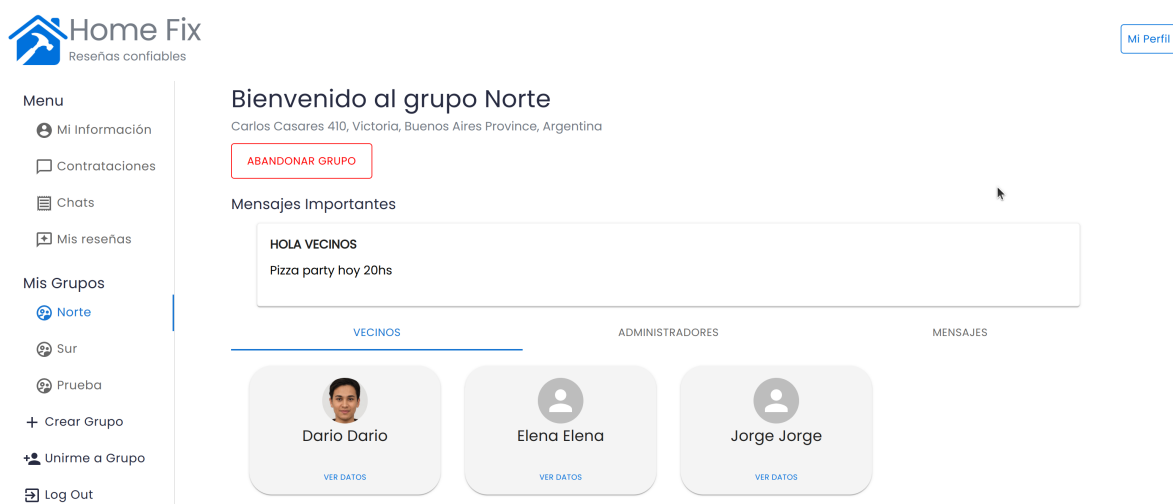 Home Fix
Reseñas confiables
Mi Perfil
Menu
Mi Información
Contrataciones
Chats
Mis reseñas
Mis Grupos
Norte
Sur
Prueba
Crear Grupo
Unirme a Grupo
Log Out
Bienvenido al grupo Norte
Carlos Casares 410, Victoria, Buenos Aires Province, Argentina
ABANDONAR GRUPO
Mensajes Importantes
HOLA VECINOS
Pizza party hoy 20hs
VECINOS ADMINISTRADORES MENSAJES
Dario Dario Elena Elena Jorge Jorge
VER DATOS VER DATOS VER DATOS